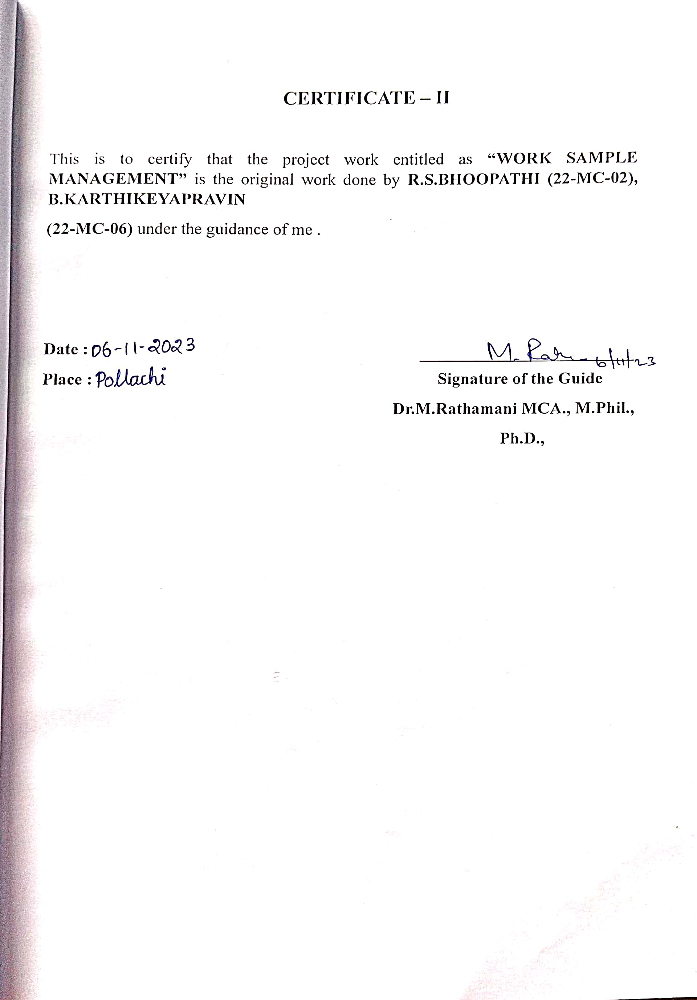 CERTIFICATE – II
This is to certify that the project work entitled as “WORK SAMPLE
MANAGEMENT” is the original work done by R.S.BHOOPATHI (22-MC-02),
B.KARTHIKEYAPRAVIN
(22-MC-06) under the guidance of me .
Date : 06-11-2023
Place : Pollachi
M. 6/11/23
Signature of the Guide
Dr.M.Rathamani MCA., M.Phil.,
Ph.D.,